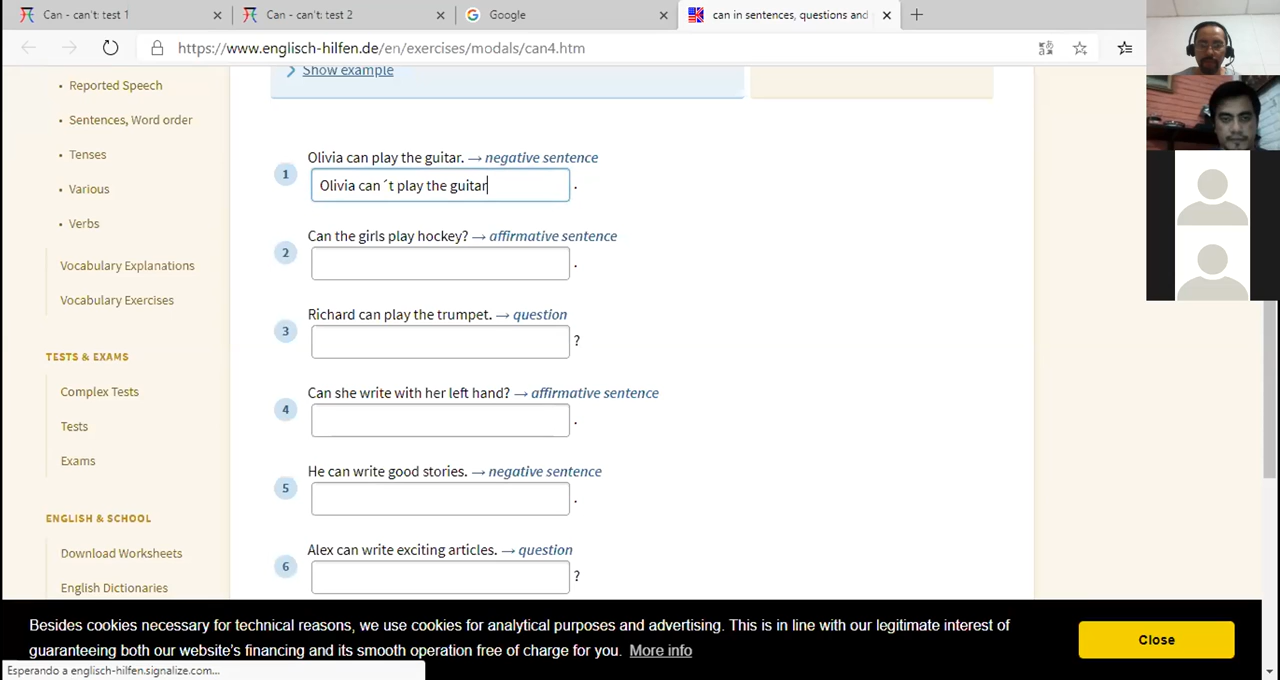 Can - can't: test 1
Can - can't: test 2
Google
can in sentences, questions and
https://www.englisch-hilfen.de/en/exercises/modals/can4.htm
Show example
Reported Speech
Sentences, Word order
Tenses
Various
Verbs
Vocabulary Explanations
Vocabulary Exercises
TESTS & EXAMS
Complex Tests
Tests
Exams
ENGLISH & SCHOOL
Download Worksheets
English Dictionaries
Olivia can play the guitar. → negative sentence
1
Olivia can ´t play the guitar .
Can the girls play hockey? → affirmative sentence
2
.
Richard can play the trumpet. → question
3
?
Can she write with her left hand? → affirmative sentence
4
.
He can write good stories. → negative sentence
5
.
Alex can write exciting articles. → question
6
?
Besides cookies necessary for technical reasons, we use cookies for analytical purposes and advertising. This is in line with our legitimate interest of
guaranteeing both our website's financing and its smooth operation free of charge for you. More info
Close
Esperando a englisch-hilfen.signalize.com...